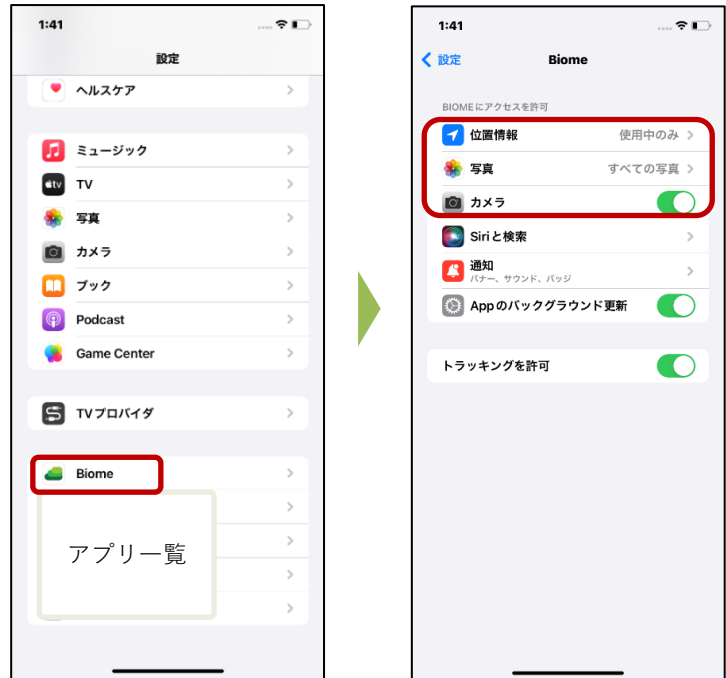 1:41
設定
ヘルスケア
ミュージック
tv
TV
写真
カメラ
ブック
Podcast
Game Center
TVプロバイダ
Biome
アプリ一覧
1:41
設定
Biome
BIOMEにアクセスを許可
位置情報
使用中のみ
写真
すべての写真
カメラ
Siriと検索
通知
バナー、サウンド、バッジ
Appのバックグラウンド更新
トラッキングを許可